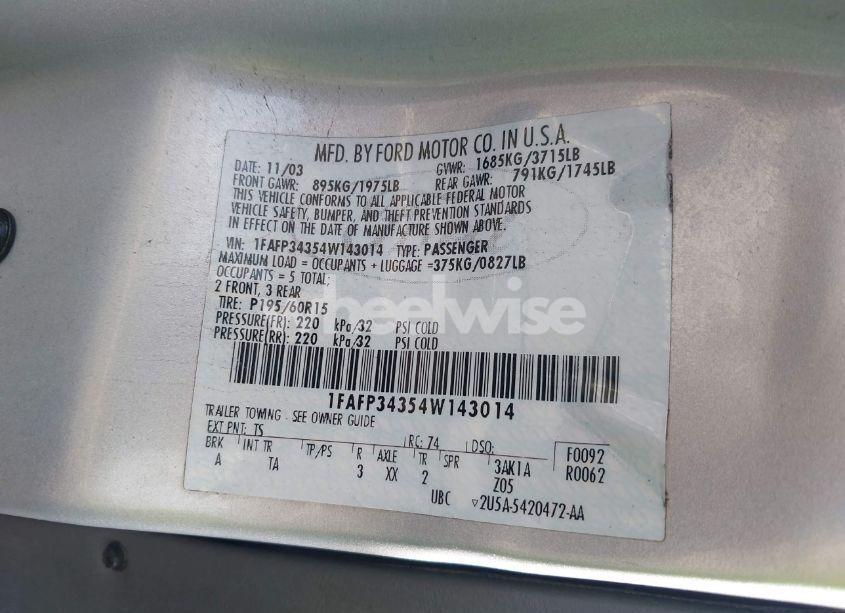 MFD. BY FORD MOTOR CO. IN U.S.A.
DATE: 11/03 GVWR: 1685KG/3715LB
FRONT GAWR: 895KG/1975LB REAR GAWR: 791KG/1745LB
THIS VEHICLE CONFORMS TO ALL APPLICABLE FEDERAL MOTOR
VEHICLE SAFETY, BUMPER, AND THEFT PREVENTION STANDARDS
IN EFFECT ON THE DATE OF MANUFACTURE SHOWN ABOVE.
VIN: 1FAFP34354W143014 TYPE: PASSENGER
MAXIMUM LOAD = OCCUPANTS + LUGGAGE =375KG/0827LB
OCCUPANTS = 5 TOTAL;
2 FRONT, 3 REAR
TIRE: P195/60R15
PRESSURE(FR): 220 kPa/32 PSI COLD
PRESSURE(RR): 220 kPa/32 PSI COLD
heelwise
1FAFP34354W143014
TRAILER TOWING - SEE OWNER GUIDE
EXT PNT: TS RC: 74 DSO: F0092
BRK INT TR TP/PS R AXLE TR SPR R0062
A TA 3 XX 2 3AK1A
Z05
UBC ▽2U5A-5420472-AA